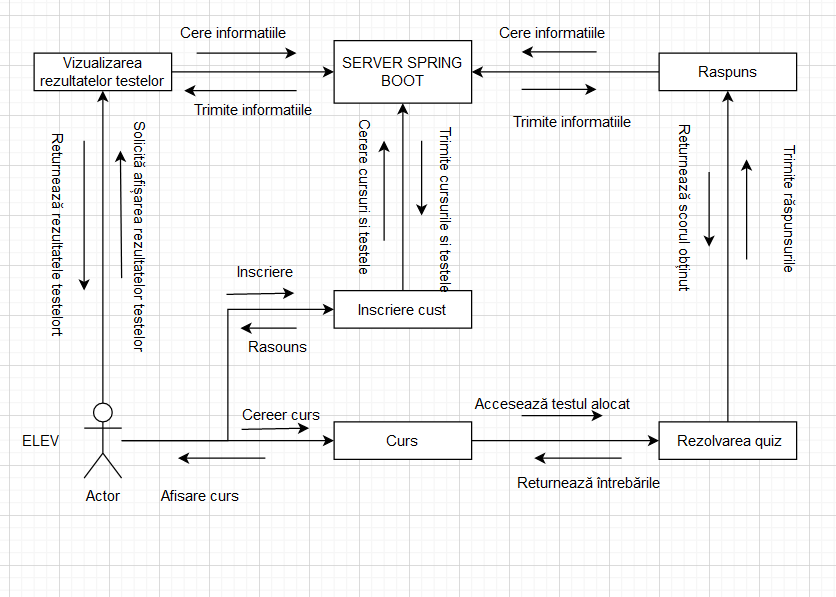 Cere informatiile
Cere informatiile
Vizualizarea
rezultatelor testelor
SERVER SPRING
BOOT
Raspuns
Trimite informatiile
Trimite informatiile
Returnează rezultatele testelort
Solicită afișarea rezultatelor testelor
Cerere cursuri si testele
Trimite cursurile si testele
Returnează scorul obținut
Trimite răspunsurile
Inscriere
Inscriere cust
Rasouns
Accesează testul alocat
Cereer curs
ELEV
Curs
Rezolvarea quiz
Returnează întrebările
Actor
Afisare curs